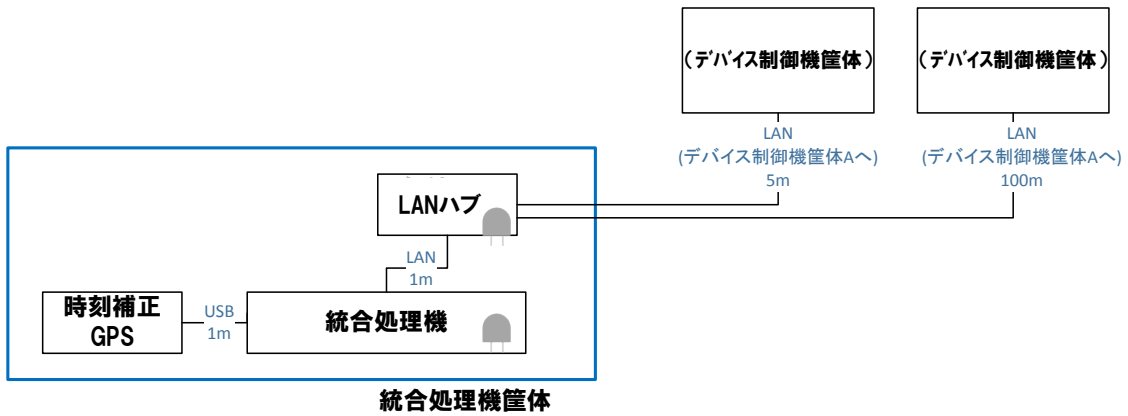 (デバイス制御機筐体)
(デバイス制御機筐体)
LAN
(デバイス制御機筐体Aへ)
5m
LAN
(デバイス制御機筐体Aへ)
100m
LANハブ
LAN
1m
時刻補正
GPS
USB
1m
統合処理機
統合処理機筐体